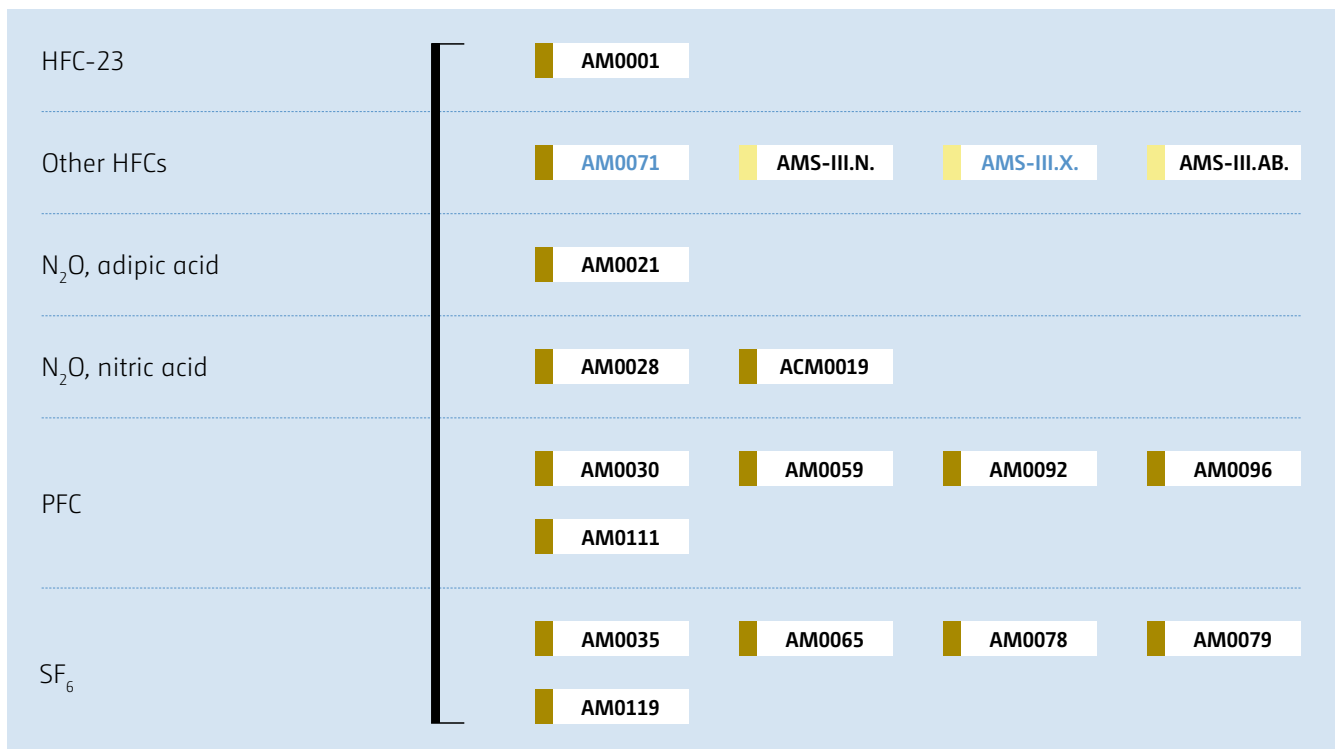 HFC-23 AM0001
Other HFCs AM0071 AMS-III.N. AMS-III.X. AMS-III.AB.
N₂O, adipic acid AM0021
N₂O, nitric acid AM0028 ACM0019
PFC AM0030 AM0059 AM0092 AM0096
AM0111
SF₆ AM0035 AM0065 AM0078 AM0079
AM0119